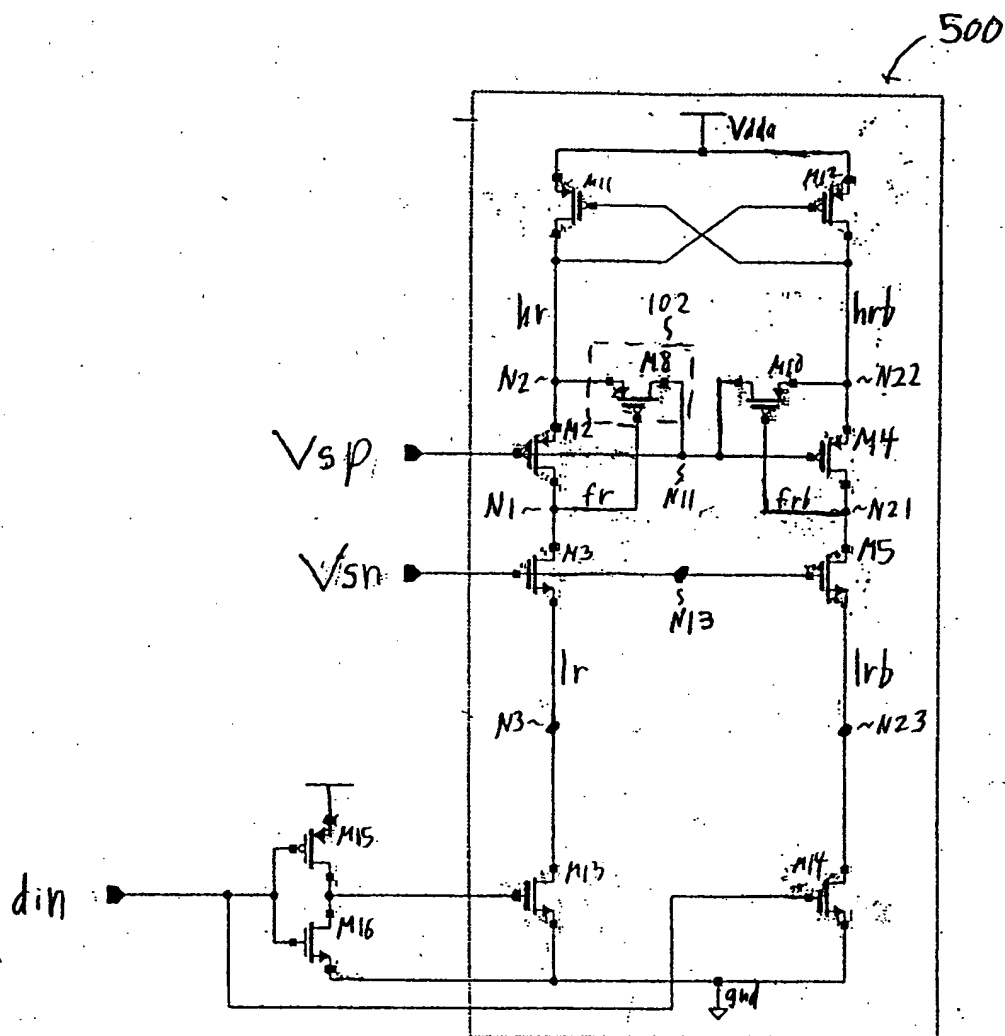 500
Vdda
M11
M12
hr
hrb
102
M8
M10
N2
N22
M2
M4
Vsp
fr
N11
frb
N1
N21
M3
M5
Vsn
N13
lr
lrb
N3
N23
M15
M13
M14
din
M16
gnd